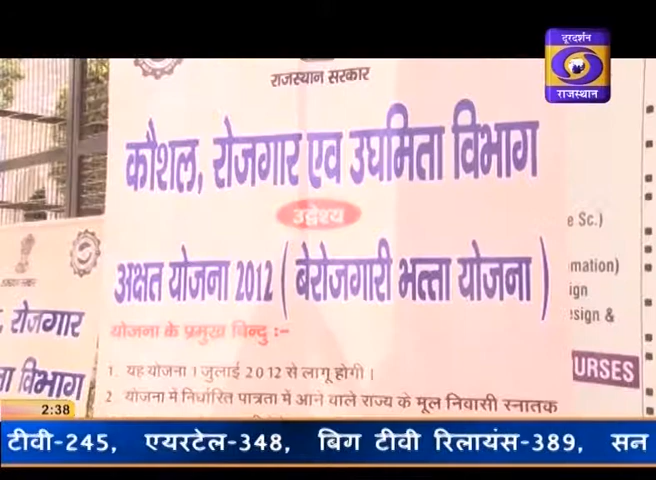 दूरदर्शन
राजस्थान
राजस्थान सरकार
कौशल, रोजगार एवं उघमिता विभाग
उद्देश्य
अक्षत योजना 2012 ( बेरोजगारी भत्ता योजना )
योजना के प्रमुख बिन्दु :-
1. यह योजना 1 जुलाई 2012 से लागू होगी ।
2 योजना में निर्धारित पात्रता में आने वाले राज्य के मूल निवासी स्नातक
रोजगार
विभाग
e Sc.)
mation)
ign
esign &
URSES
2:38
टीवी-245, एयरटेल-348, बिग टीवी रिलायंस-389, सन